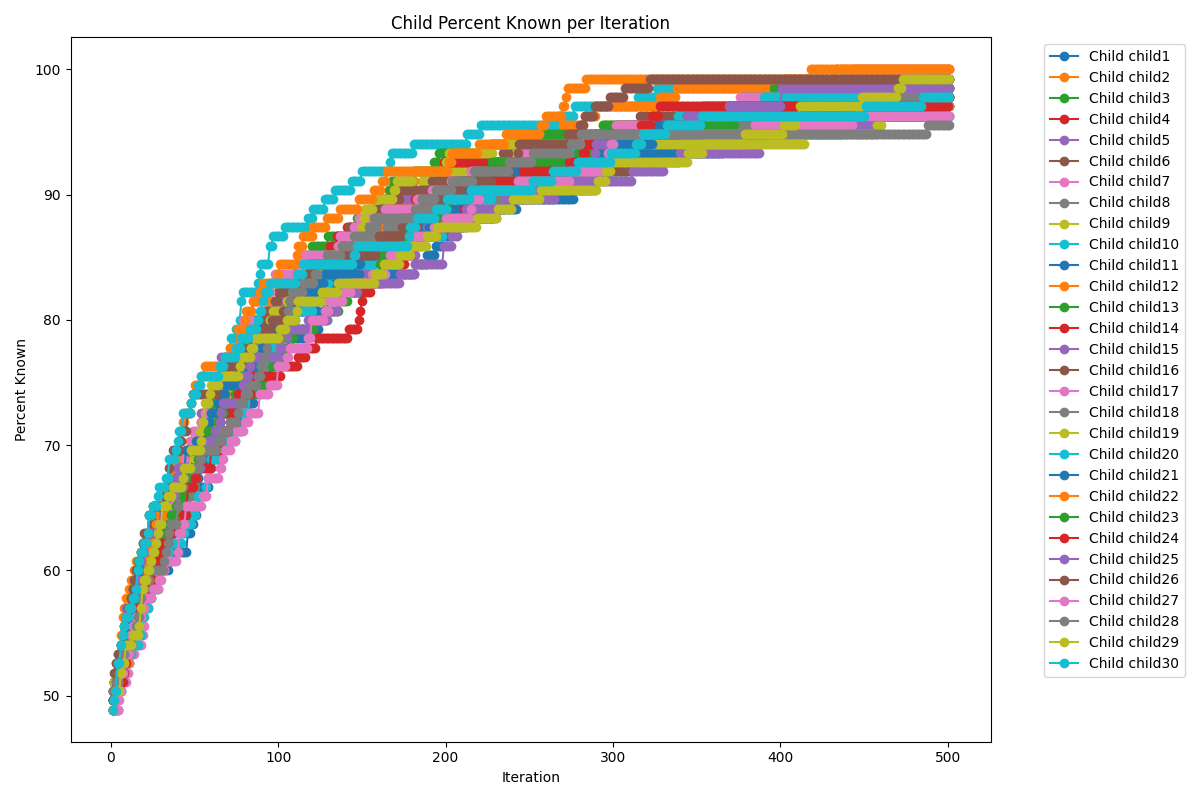 Child Percent Known per Iteration
Percent Known
100
90
80
70
60
50
0
100
200
300
400
500
Iteration
Child child1
Child child2
Child child3
Child child4
Child child5
Child child6
Child child7
Child child8
Child child9
Child child10
Child child11
Child child12
Child child13
Child child14
Child child15
Child child16
Child child17
Child child18
Child child19
Child child20
Child child21
Child child22
Child child23
Child child24
Child child25
Child child26
Child child27
Child child28
Child child29
Child child30